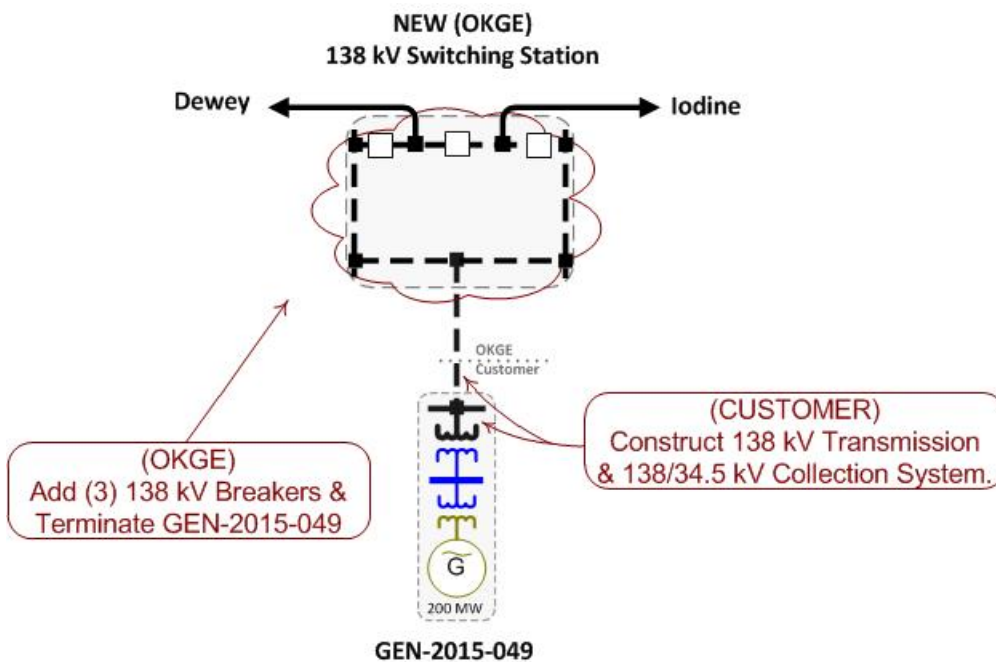 NEW (OKGE)
138 kV Switching Station
Dewey
Iodine
OKGE
Customer
(CUSTOMER)
Construct 138 kV Transmission
& 138/34.5 kV Collection System.
(OKGE)
Add (3) 138 kV Breakers &
Terminate GEN-2015-049
G
200 MW
GEN-2015-049